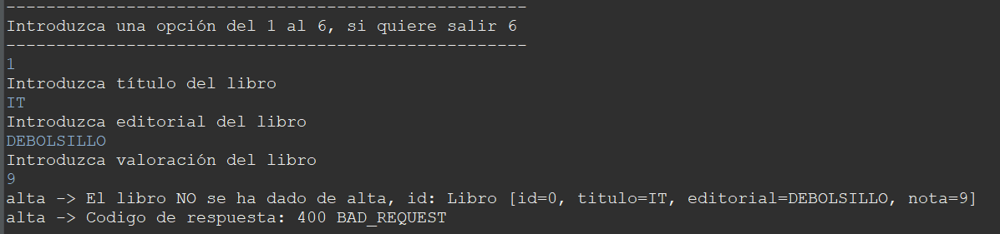 ----------------------------------------------------
Introduzca una opción del 1 al 6, si quiere salir 6
----------------------------------------------------
1
Introduzca título del libro
IT
Introduzca editorial del libro
DEBOLSILLO
Introduzca valoración del libro
9
alta -> El libro NO se ha dado de alta, id: Libro [id=0, titulo=IT, editorial=DEBOLSILLO, nota=9]
alta -> Codigo de respuesta: 400 BAD_REQUEST